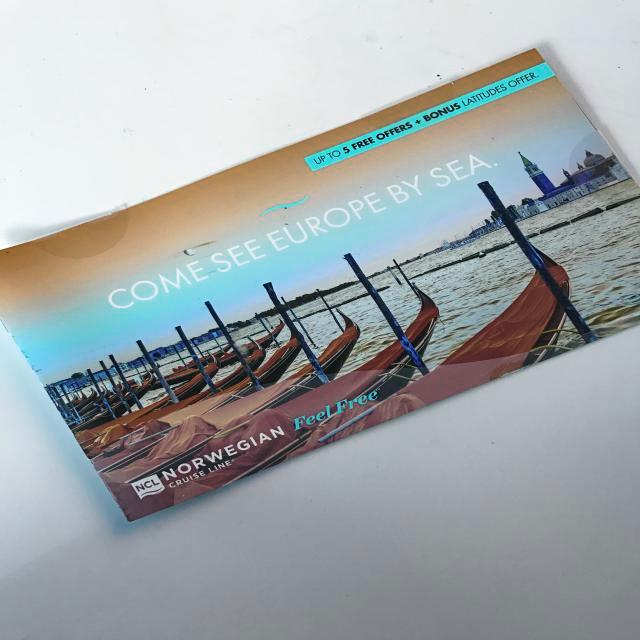 UP TO 5 FREE OFFERS + BONUS LATITUDES OFFER.
COME SEE EUROPE BY SEA.
NCL NORWEGIAN
CRUISE LINE®
Feel Free